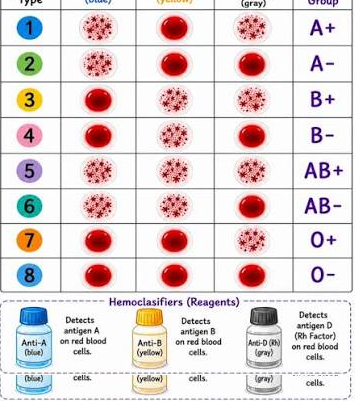 Type (blue) (yellow) (gray) Group
1 A+
2 A-
3 B+
4 B-
5 AB+
6 AB-
7 O+
8 O-
Hemoclasifiers (Reagents)
Anti-A
(blue)
Detects
antigen A
on red blood
cells.
Anti-B
(yellow)
Detects
antigen B
on red blood
cells.
Anti-D (Rh)
(gray)
Detects
antigen D
(Rh Factor)
on red blood
cells.
(blue) cells. (yellow) cells. (gray) cells.